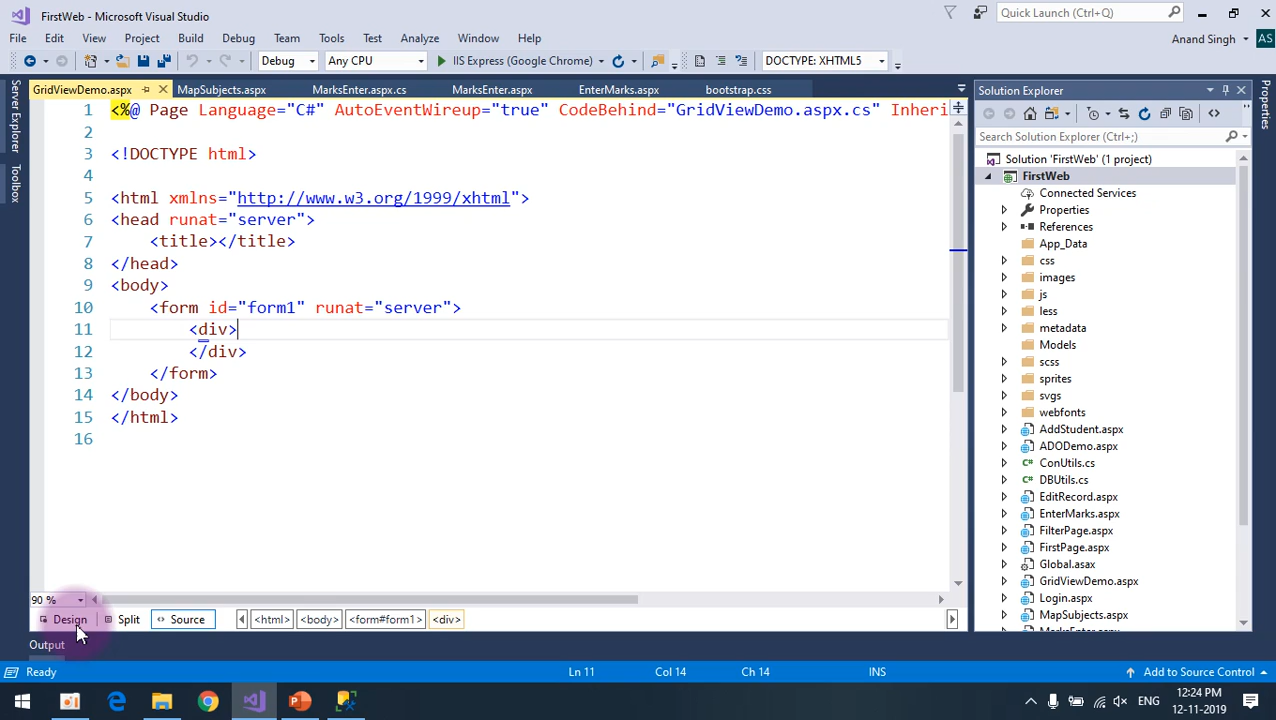 FirstWeb - Microsoft Visual Studio
Quick Launch (Ctrl+Q)
File Edit View Project Build Debug Team Tools Test Analyze Window Help
Anand Singh AS
Debug Any CPU IIS Express (Google Chrome) DOCTYPE: XHTML5
GridViewDemo.aspx MapSubjects.aspx MarksEnter.aspx.cs MarksEnter.aspx EnterMarks.aspx bootstrap.css
Server Explorer
Toolbox
1 <%@ Page Language="C#" AutoEventWireup="true" CodeBehind="GridViewDemo.aspx.cs" Inheri
2
3 <!DOCTYPE html>
4
5 <html xmlns="http://www.w3.org/1999/xhtml">
6 <head runat="server">
7 <title></title>
8 </head>
9 <body>
10 <form id="form1" runat="server">
11 <div>
12 </div>
13 </form>
14 </body>
15 </html>
16
90 %
Design Split Source <html> <body> <form#form1> <div>
Output
Solution Explorer
Search Solution Explorer (Ctrl+;)
Solution 'FirstWeb' (1 project)
FirstWeb
Connected Services
Properties
References
App_Data
css
images
js
less
metadata
Models
scss
sprites
svgs
webfonts
AddStudent.aspx
ADODemo.aspx
ConUtils.cs
DBUtils.cs
EditRecord.aspx
EnterMarks.aspx
FilterPage.aspx
FirstPage.aspx
Global.asax
GridViewDemo.aspx
Login.aspx
MapSubjects.aspx
Properties
Ready Ln 11 Col 14 Ch 14 INS Add to Source Control
ENG 12:24 PM
12-11-2019